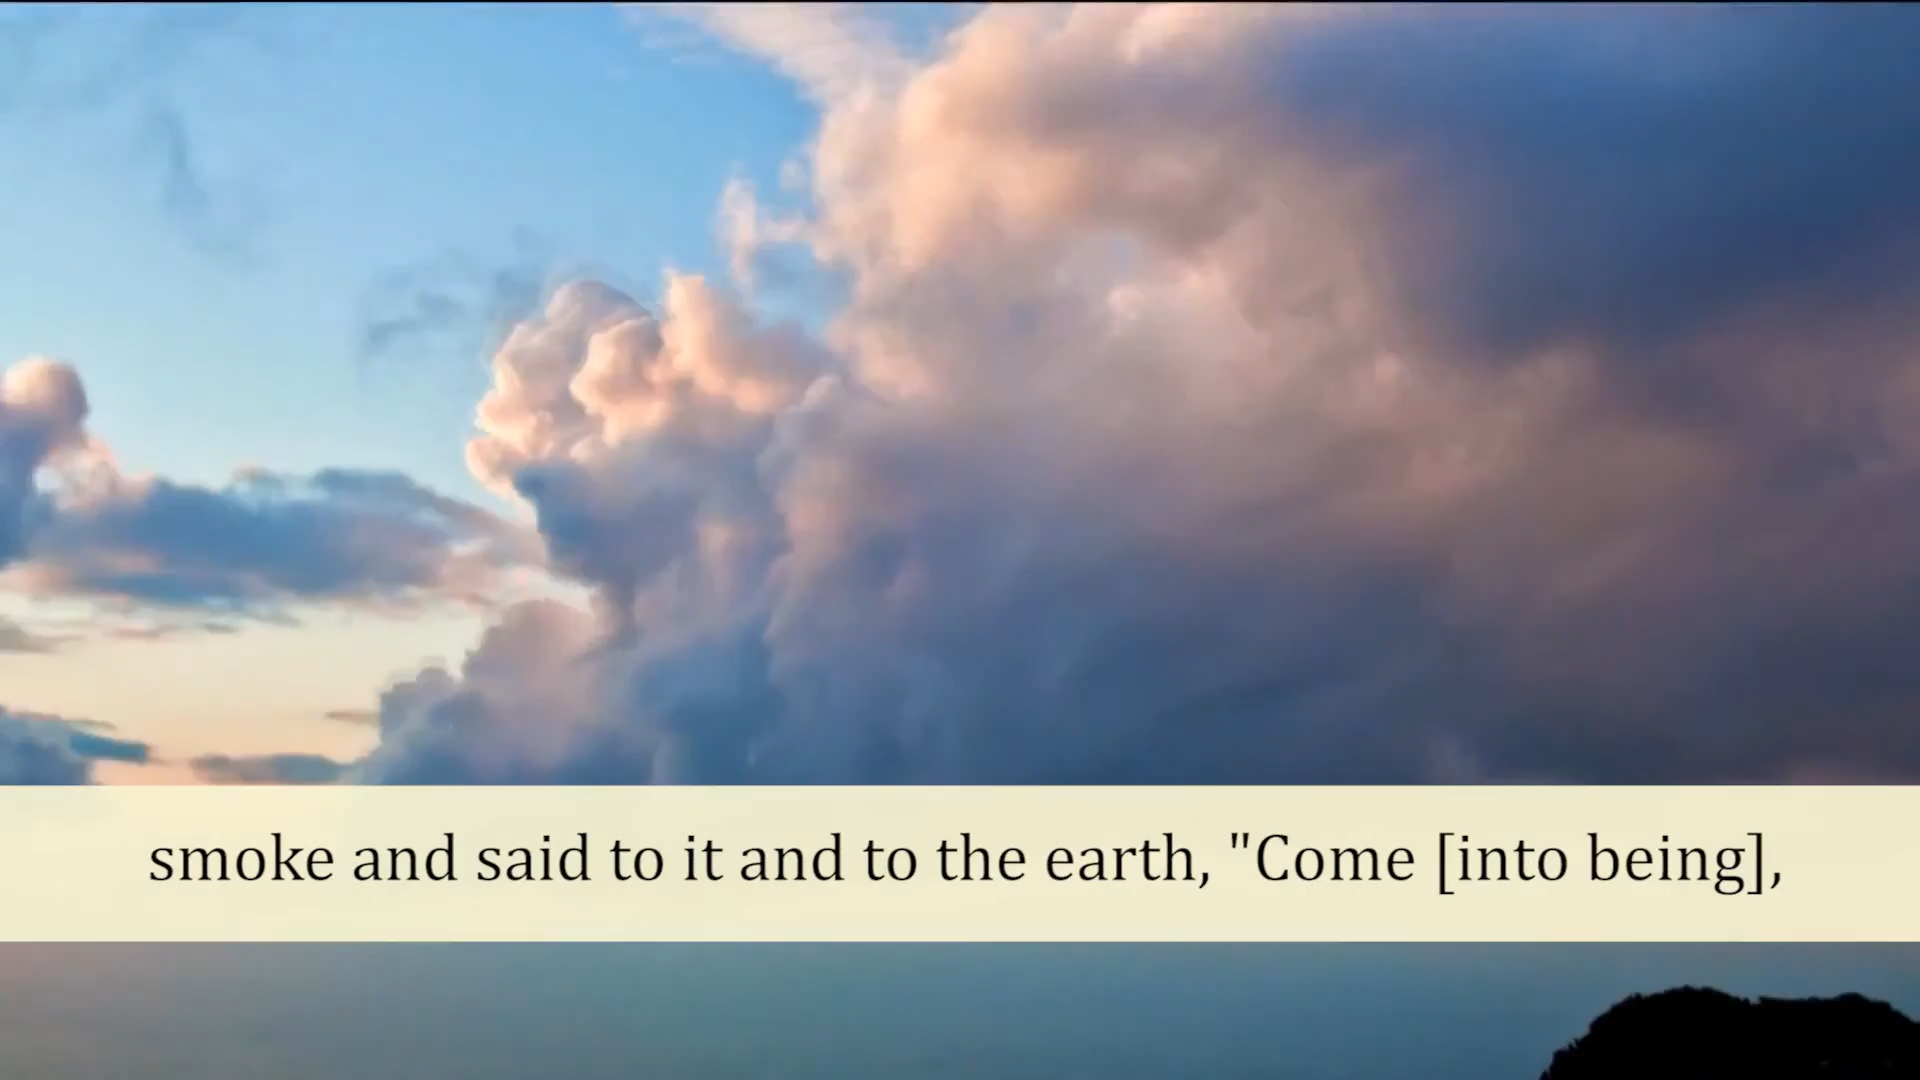 smoke and said to it and to the earth, "Come [into being],